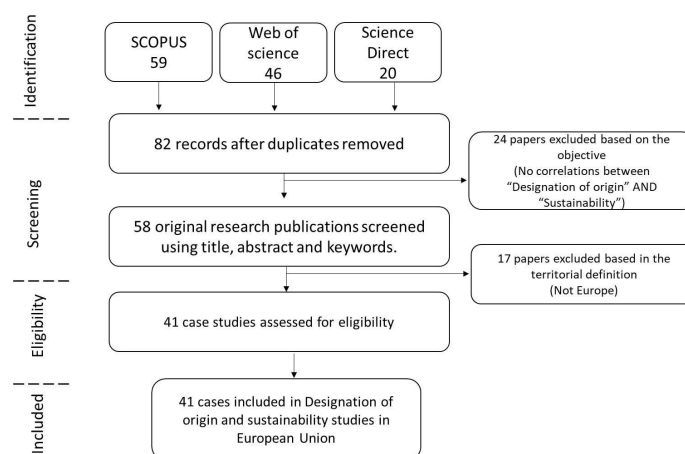 Identification
SCOPUS
59
Web of
science
46
Science
Direct
20
82 records after duplicates removed
24 papers excluded based on the
objective
(No correlations between
“Designation of origin” AND
“Sustainability”)
Screening
58 original research publications screened
using title, abstract and keywords.
17 papers excluded based in the
territorial definition
(Not Europe)
Eligibility
41 case studies assessed for eligibility
Included
41 cases included in Designation of
origin and sustainability studies in
European Union